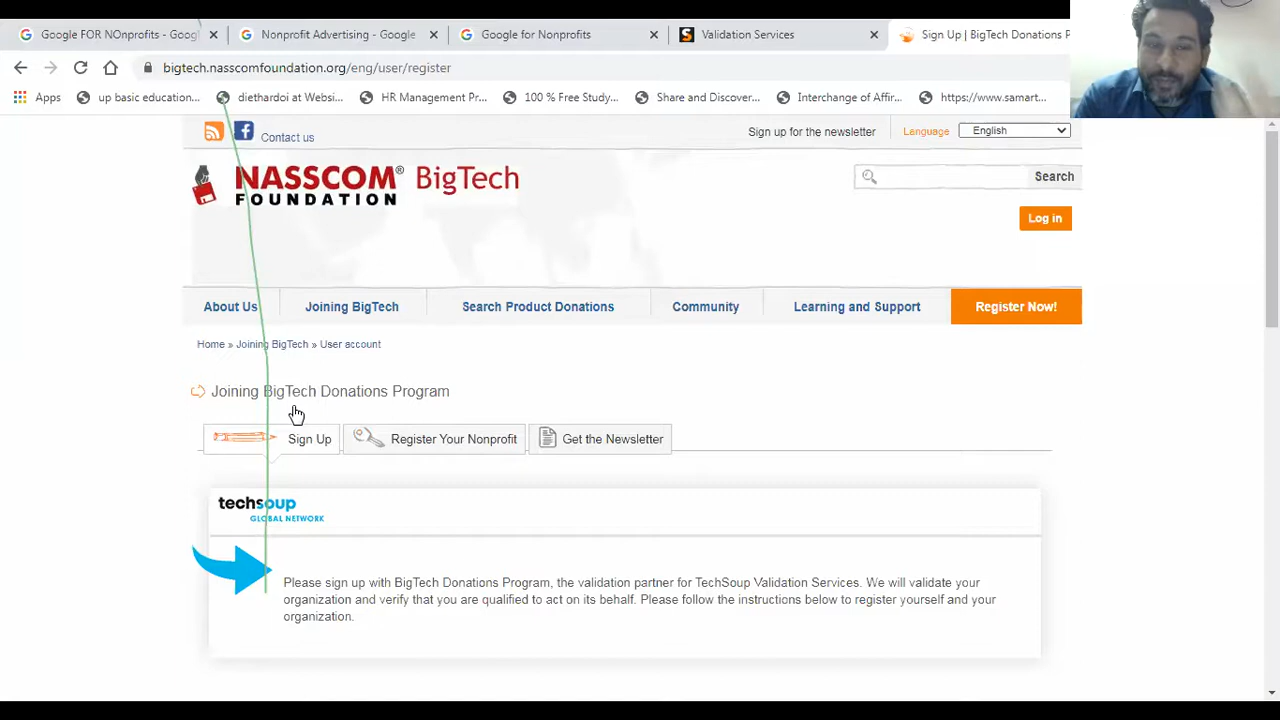 Google FOR NOnprofits - Goog
Nonprofit Advertising - Google
Google for Nonprofits
Validation Services
Sign Up | BigTech Donations P
bigtech.nasscomfoundation.org/eng/user/register
Apps
up basic education...
diethardoi at Websi...
HR Management Pr...
100 % Free Study...
Share and Discover...
Interchange of Affir...
https://www.samart...
Contact us
Sign up for the newsletter
Language
English
NASSCOM® BigTech
FOUNDATION
Search
Log in
About Us
Joining BigTech
Search Product Donations
Community
Learning and Support
Register Now!
Home » Joining BigTech » User account
Joining BigTech Donations Program
Sign Up
Register Your Nonprofit
Get the Newsletter
techsoup
GLOBAL NETWORK
Please sign up with BigTech Donations Program, the validation partner for TechSoup Validation Services. We will validate your
organization and verify that you are qualified to act on its behalf. Please follow the instructions below to register yourself and your
organization.